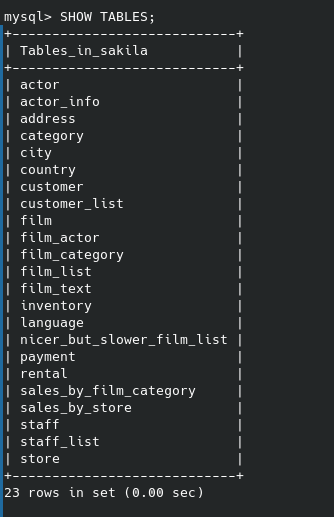 mysql> SHOW TABLES;
+----------------------------+
| Tables_in_sakila           |
+----------------------------+
| actor                      |
| actor_info                 |
| address                    |
| category                   |
| city                       |
| country                    |
| customer                   |
| customer_list              |
| film                       |
| film_actor                 |
| film_category              |
| film_list                  |
| film_text                  |
| inventory                  |
| language                   |
| nicer_but_slower_film_list |
| payment                    |
| rental                     |
| sales_by_film_category     |
| sales_by_store             |
| staff                      |
| staff_list                 |
| store                      |
+----------------------------+
23 rows in set (0.00 sec)